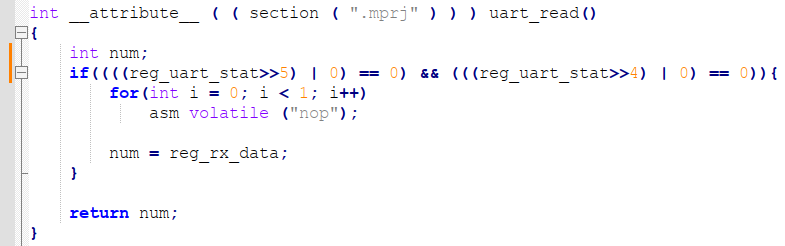 int __attribute__ ( ( section ( ".mprj" ) ) ) uart_read()
{
    int num;
    if((((reg_uart_stat>>5) | 0) == 0) && (((reg_uart_stat>>4) | 0) == 0)){
        for(int i = 0; i < 1; i++)
            asm volatile ("nop");

        num = reg_rx_data;
    }

    return num;
}